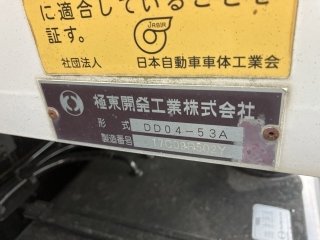 に適合していることを
証す。
JABIA
社団法人 日本自動車車体工業会
極東開発工業株式会社
形式 DD04-53A
製造番号